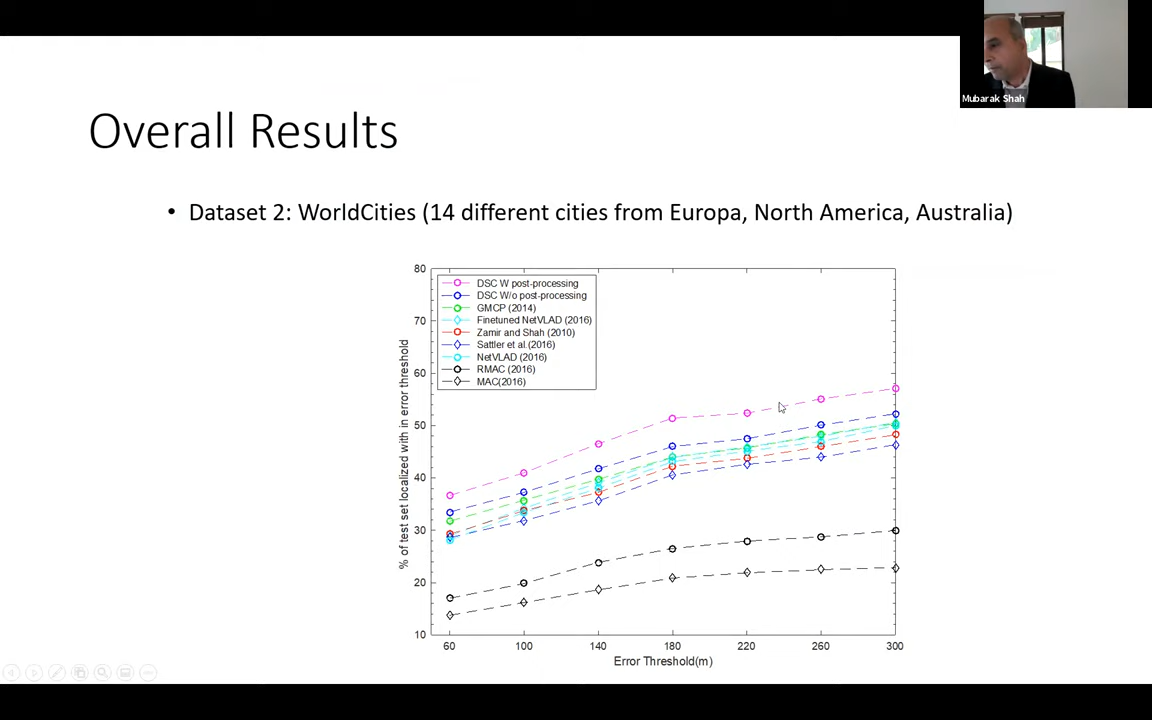 Mubarak Shah
Overall Results
• Dataset 2: WorldCities (14 different cities from Europa, North America, Australia)
80
70
60
50
40
30
20
10
% of test set localized with in error threshold
DSC W post-processing
DSC W/o post-processing
GMCP (2014)
Finetuned NetVLAD (2016)
Zamir and Shah (2010)
Sattler et al.(2016)
NetVLAD (2016)
RMAC (2016)
MAC(2016)
60 100 140 180 220 260 300
Error Threshold(m)